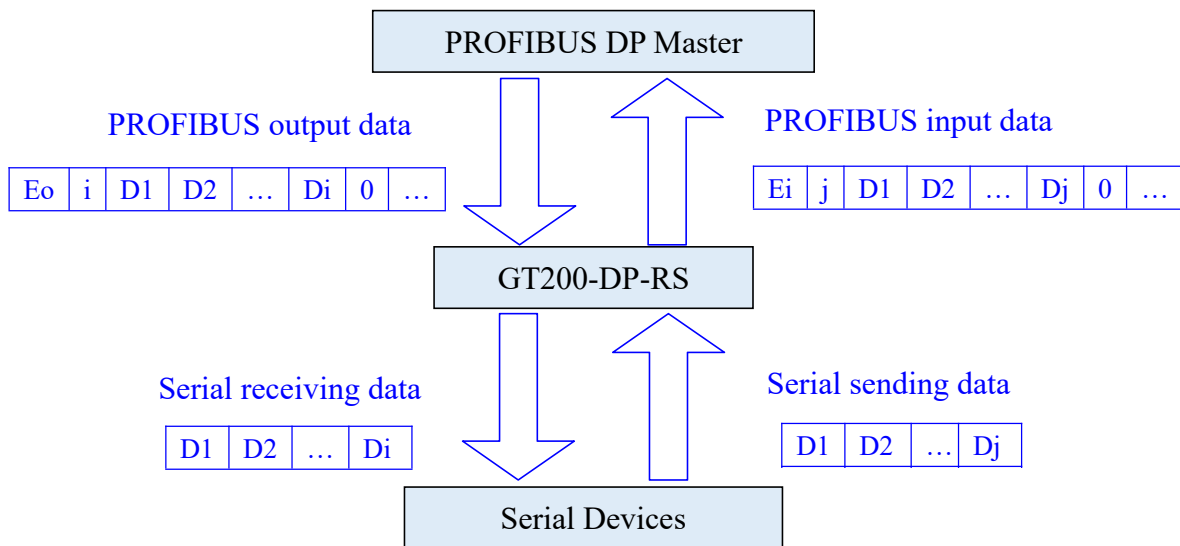 PROFIBUS DP Master
PROFIBUS output data
PROFIBUS input data
Eo i D1 D2 … Di 0 …
Ei j D1 D2 … Dj 0 …
GT200-DP-RS
Serial receiving data
Serial sending data
D1 D2 … Di
D1 D2 … Dj
Serial Devices